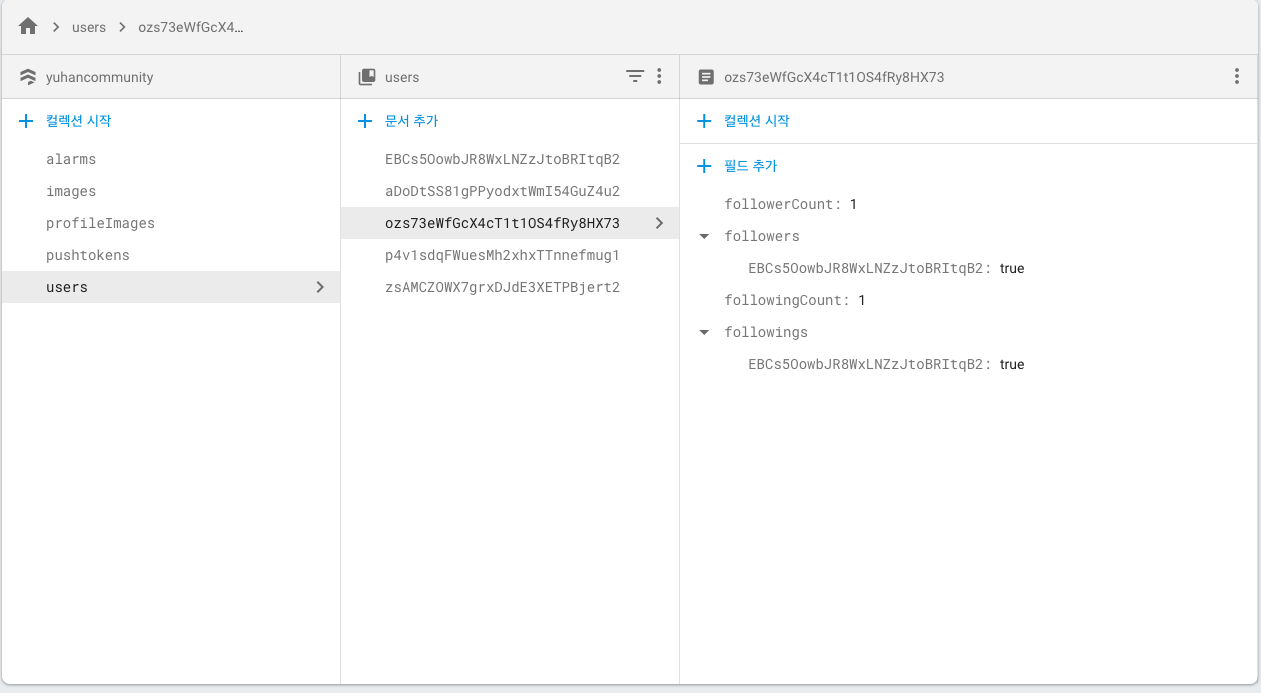 users
ozs73eWfGcX4…
yuhancommunity
컬렉션 시작
alarms
images
profileImages
pushtokens
users
users
문서 추가
EBCs5OowbJR8WxLNZzJtoBRItqB2
aDoDtSS81gPPyodxtWmI54GuZ4u2
ozs73eWfGcX4cT1t1OS4fRy8HX73
p4v1sdqFWuesMh2xhxTTnnefmug1
zsAMCZOWX7grxDJdE3XETPBjert2
ozs73eWfGcX4cT1t1OS4fRy8HX73
컬렉션 시작
필드 추가
followerCount: 1
followers
EBCs5OowbJR8WxLNZzJtoBRItqB2: true
followingCount: 1
followings
EBCs5OowbJR8WxLNZzJtoBRItqB2: true